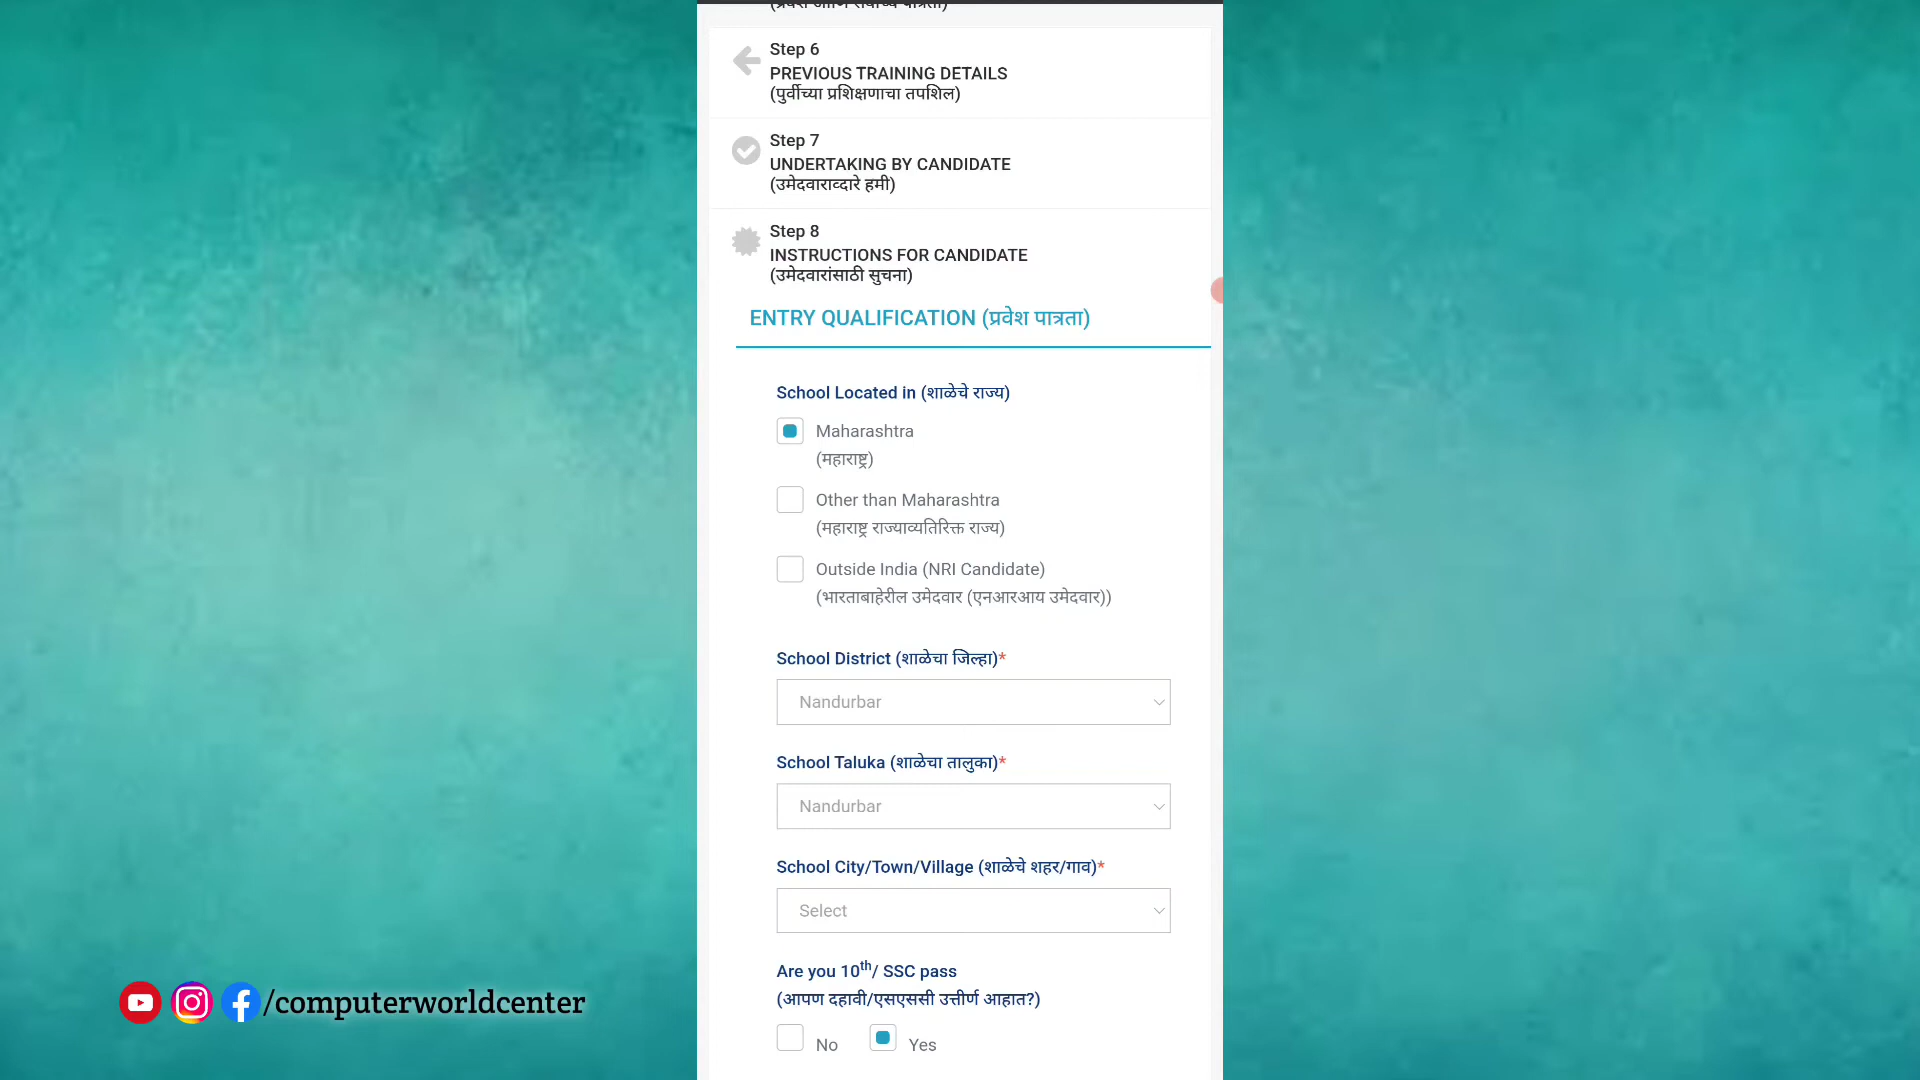 Step 6
PREVIOUS TRAINING DETAILS
(पुर्वीच्या प्रशिक्षणाचा तपशिल)
Step 7
UNDERTAKING BY CANDIDATE
(उमेदवाराव्दारे हमी)
Step 8
INSTRUCTIONS FOR CANDIDATE
(उमेदवारांसाठी सुचना)
ENTRY QUALIFICATION (प्रवेश पात्रता)
School Located in (शाळेचे राज्य)
Maharashtra
(महाराष्ट्र)
Other than Maharashtra
(महाराष्ट्र राज्याव्यतिरिक्त राज्य)
Outside India (NRI Candidate)
(भारताबाहेरील उमेदवार (एनआरआय उमेदवार))
School District (शाळेचा जिल्हा)*
Nandurbar
School Taluka (शाळेचा तालुका)*
Nandurbar
School City/Town/Village (शाळेचे शहर/गाव)*
Select
Are you 10th/ SSC pass
(आपण दहावी/एसएससी उत्तीर्ण आहात?)
No Yes
/computerworldcenter